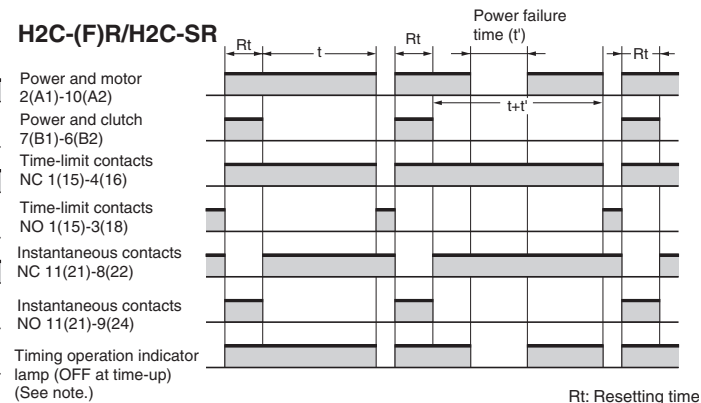 H2C-(F)R/H2C-SR
Power failure
time (t')
Rt
t
Rt
Rt
Power and motor
2(A1)-10(A2)
t+t'
Power and clutch
7(B1)-6(B2)
Time-limit contacts
NC 1(15)-4(16)
Time-limit contacts
NO 1(15)-3(18)
Instantaneous contacts
NC 11(21)-8(22)
Instantaneous contacts
NO 11(21)-9(24)
Timing operation indicator
lamp (OFF at time-up)
(See note.)
Rt: Resetting time